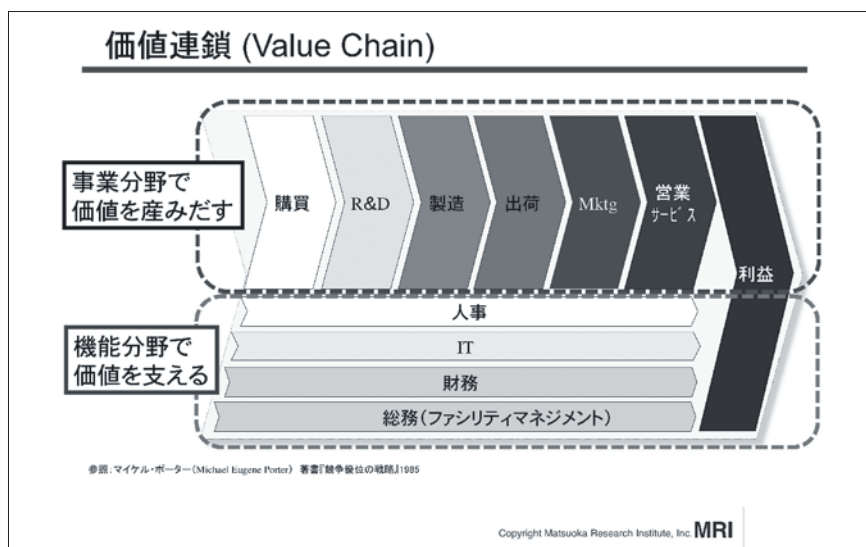 価値連鎖 (Value Chain)
事業分野で
価値を産みだす
購買
R&D
製造
出荷
Mktg
営業
サービス
利益
機能分野で
価値を支える
人事
IT
財務
総務(ファシリティマネジメント)
参照:マイケル・ポーター(Michael Eugene Porter) 著書『競争優位の戦略』1985
Copyright Matsuoka Research Institute, Inc. MRI